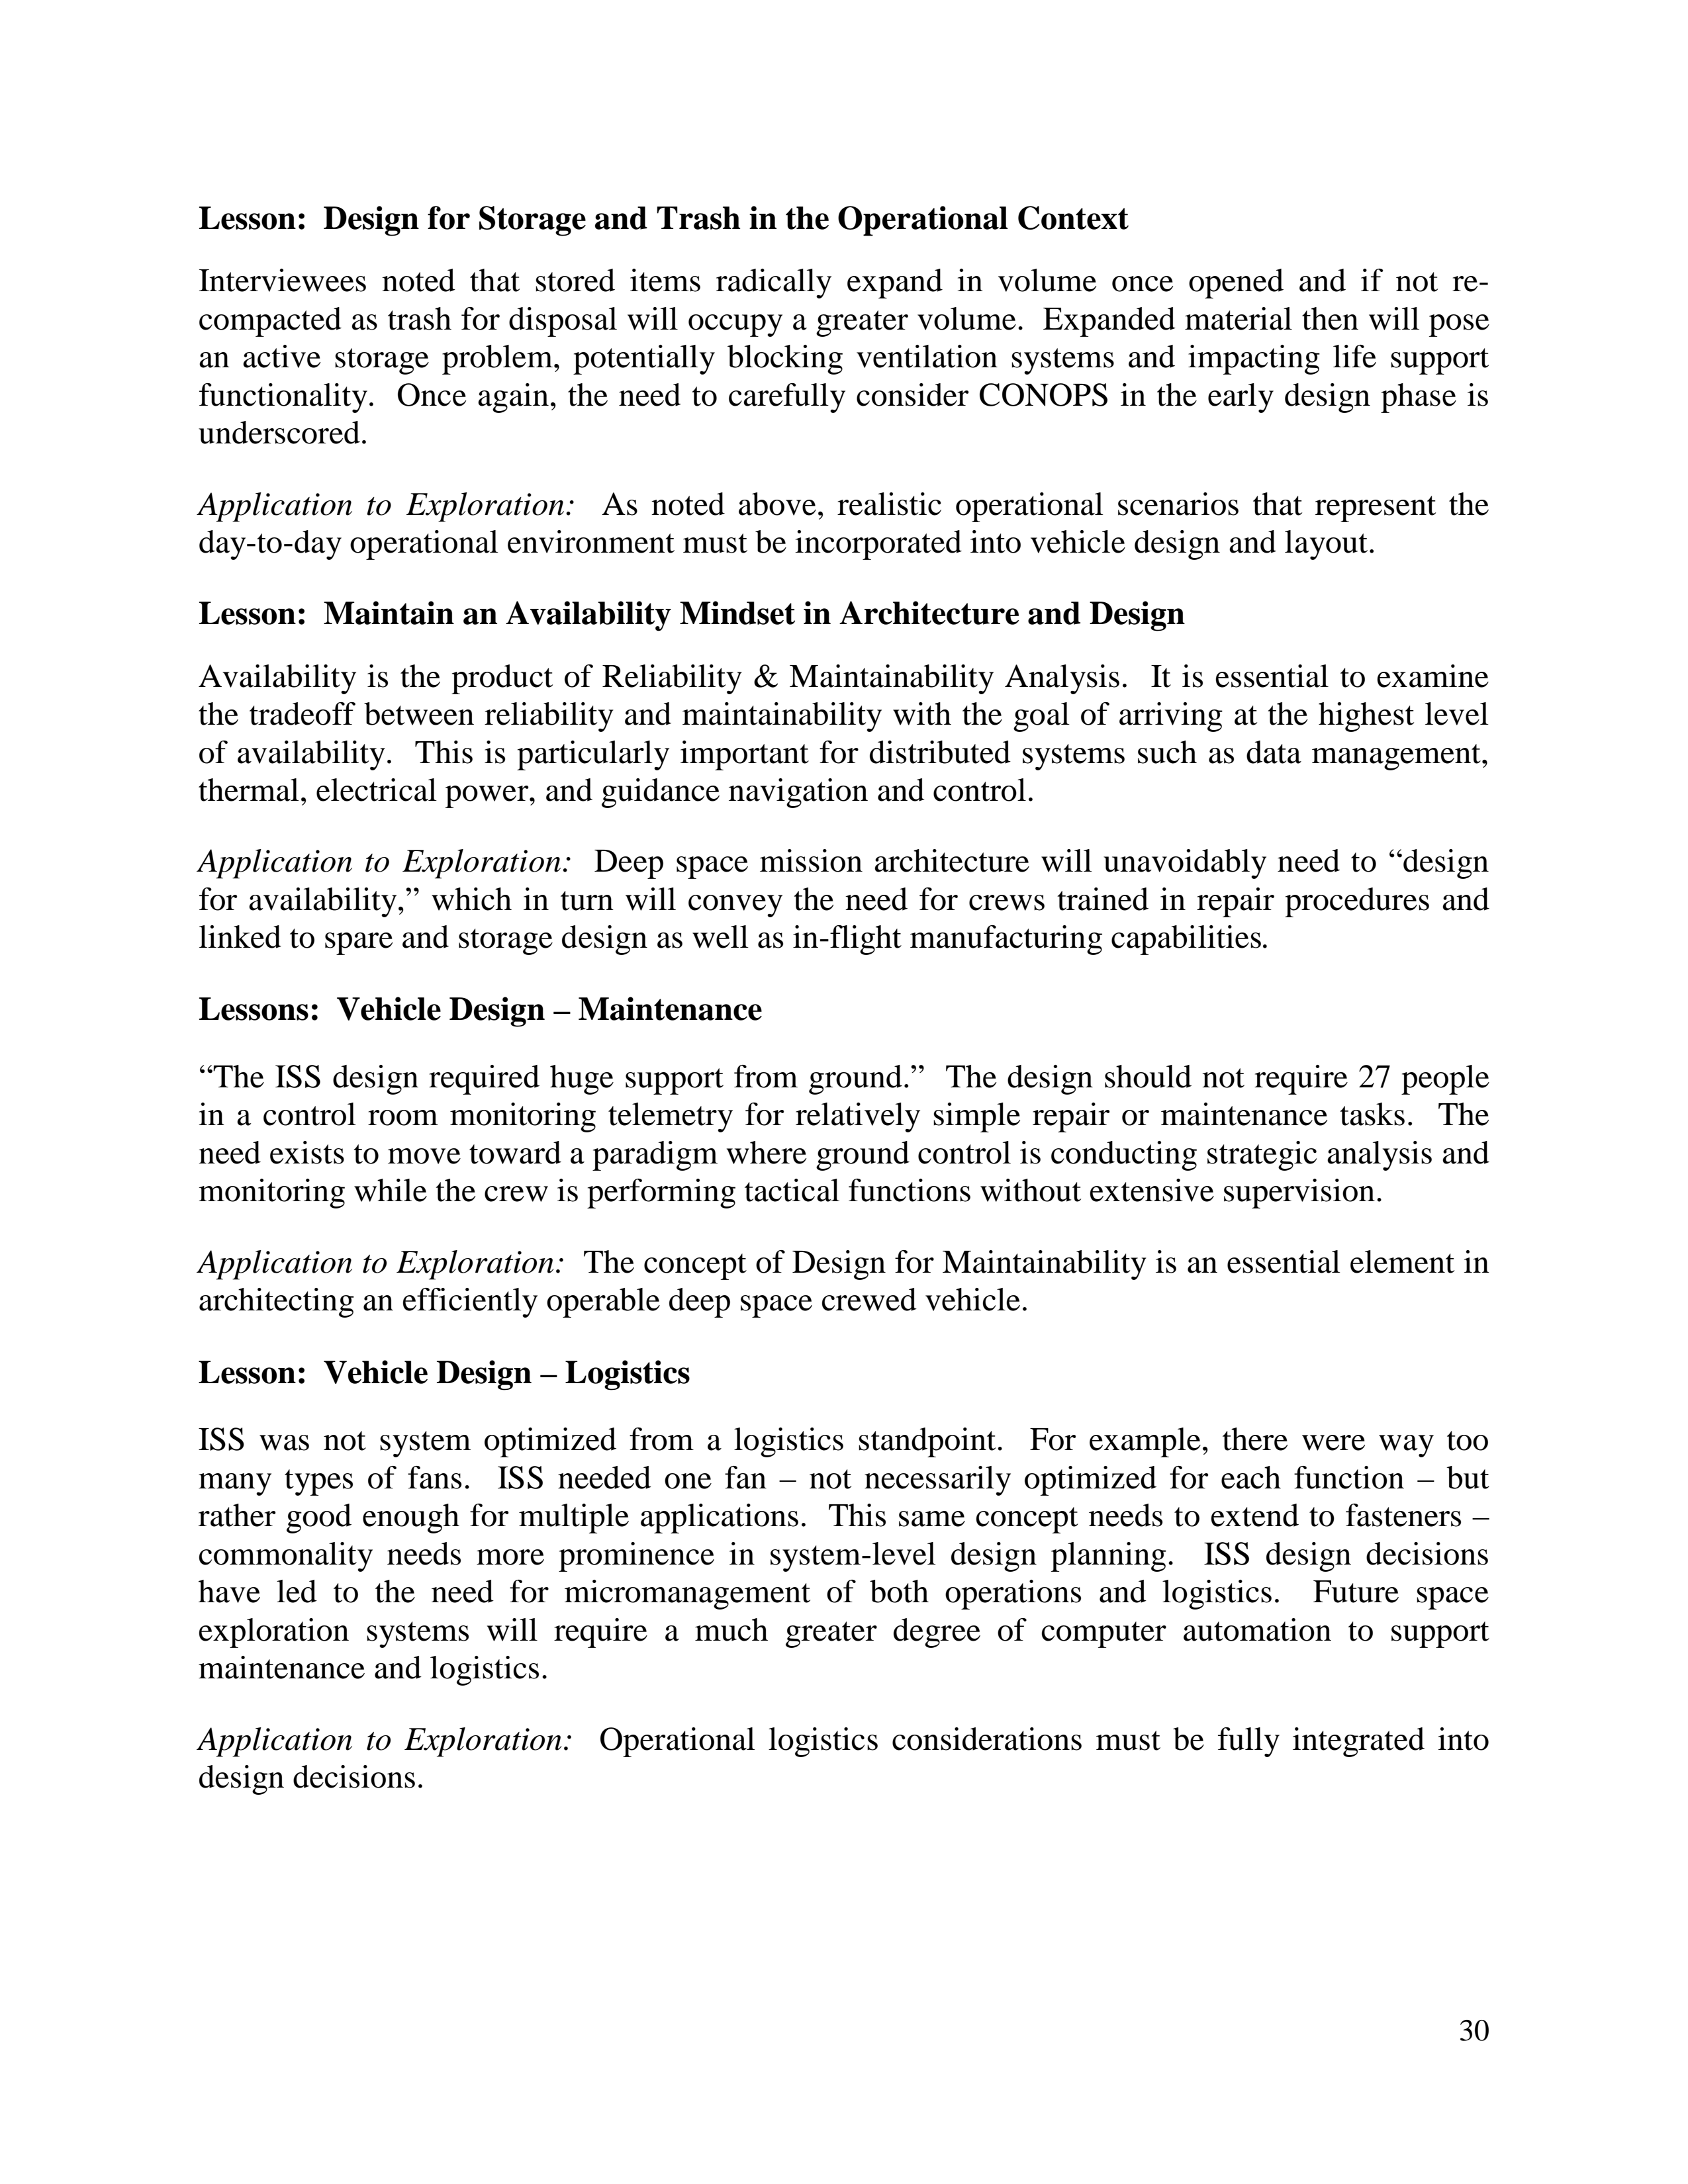 Lesson:  Design for Storage and Trash in the Operational Context
Interviewees noted that stored items radically expand in volume once opened and if not re-
compacted as trash for disposal will occupy a greater volume.  Expanded material then will pose
an active storage problem, potentially blocking ventilation systems and impacting life support
functionality.  Once again, the need to carefully consider CONOPS in the early design phase is
underscored.
Application to Exploration:  As noted above, realistic operational scenarios that represent the
day-to-day operational environment must be incorporated into vehicle design and layout.
Lesson:  Maintain an Availability Mindset in Architecture and Design
Availability is the product of Reliability & Maintainability Analysis.  It is essential to examine
the tradeoff between reliability and maintainability with the goal of arriving at the highest level
of availability.  This is particularly important for distributed systems such as data management,
thermal, electrical power, and guidance navigation and control.
Application to Exploration:  Deep space mission architecture will unavoidably need to “design
for availability,” which in turn will convey the need for crews trained in repair procedures and
linked to spare and storage design as well as in-flight manufacturing capabilities.
Lessons:  Vehicle Design – Maintenance
“The ISS design required huge support from ground.”  The design should not require 27 people
in a control room monitoring telemetry for relatively simple repair or maintenance tasks.  The
need exists to move toward a paradigm where ground control is conducting strategic analysis and
monitoring while the crew is performing tactical functions without extensive supervision.
Application to Exploration:  The concept of Design for Maintainability is an essential element in
architecting an efficiently operable deep space crewed vehicle.
Lesson:  Vehicle Design – Logistics
ISS was not system optimized from a logistics standpoint.  For example, there were way too
many types of fans.  ISS needed one fan – not necessarily optimized for each function – but
rather good enough for multiple applications.  This same concept needs to extend to fasteners –
commonality needs more prominence in system-level design planning.  ISS design decisions
have led to the need for micromanagement of both operations and logistics.  Future space
exploration systems will require a much greater degree of computer automation to support
maintenance and logistics.
Application to Exploration:  Operational logistics considerations must be fully integrated into
design decisions.
30